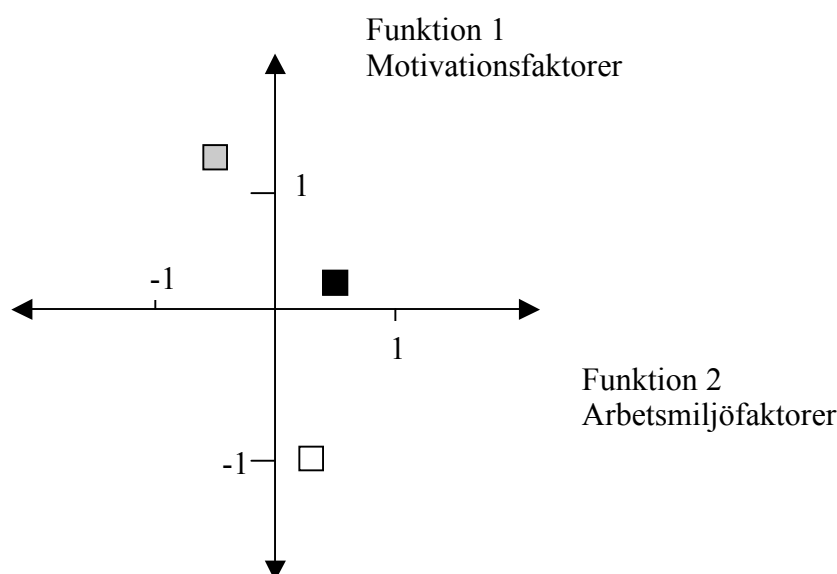 Funktion 1
Motivationsfaktorer
1
-1
1
Funktion 2
Arbetsmiljöfaktorer
-1